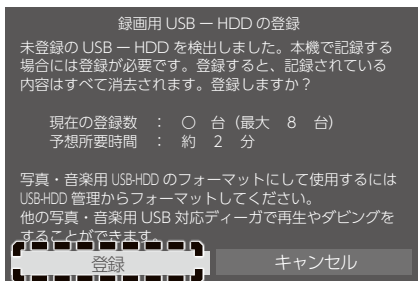 録画用 USB ー HDD の登録
未登録の USB ー HDD を検出しました。本機で記録する
場合には登録が必要です。登録すると、記録されている
内容はすべて消去されます。登録しますか？
現在の登録数 ： ○ 台（最大 8 台）
予想所要時間 ： 約 2 分
写真・音楽用 USB-HDD のフォーマットにして使用するには
USB-HDD 管理からフォーマットしてください。
他の写真・音楽用 USB 対応ディーガで再生やダビングを
することができます。
登録 キャンセル